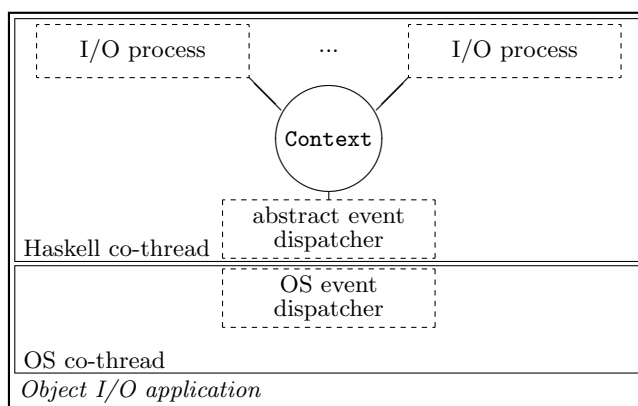 I/O process ... I/O process
Context
abstract event
dispatcher
Haskell co-thread
OS event
dispatcher
OS co-thread
Object I/O application